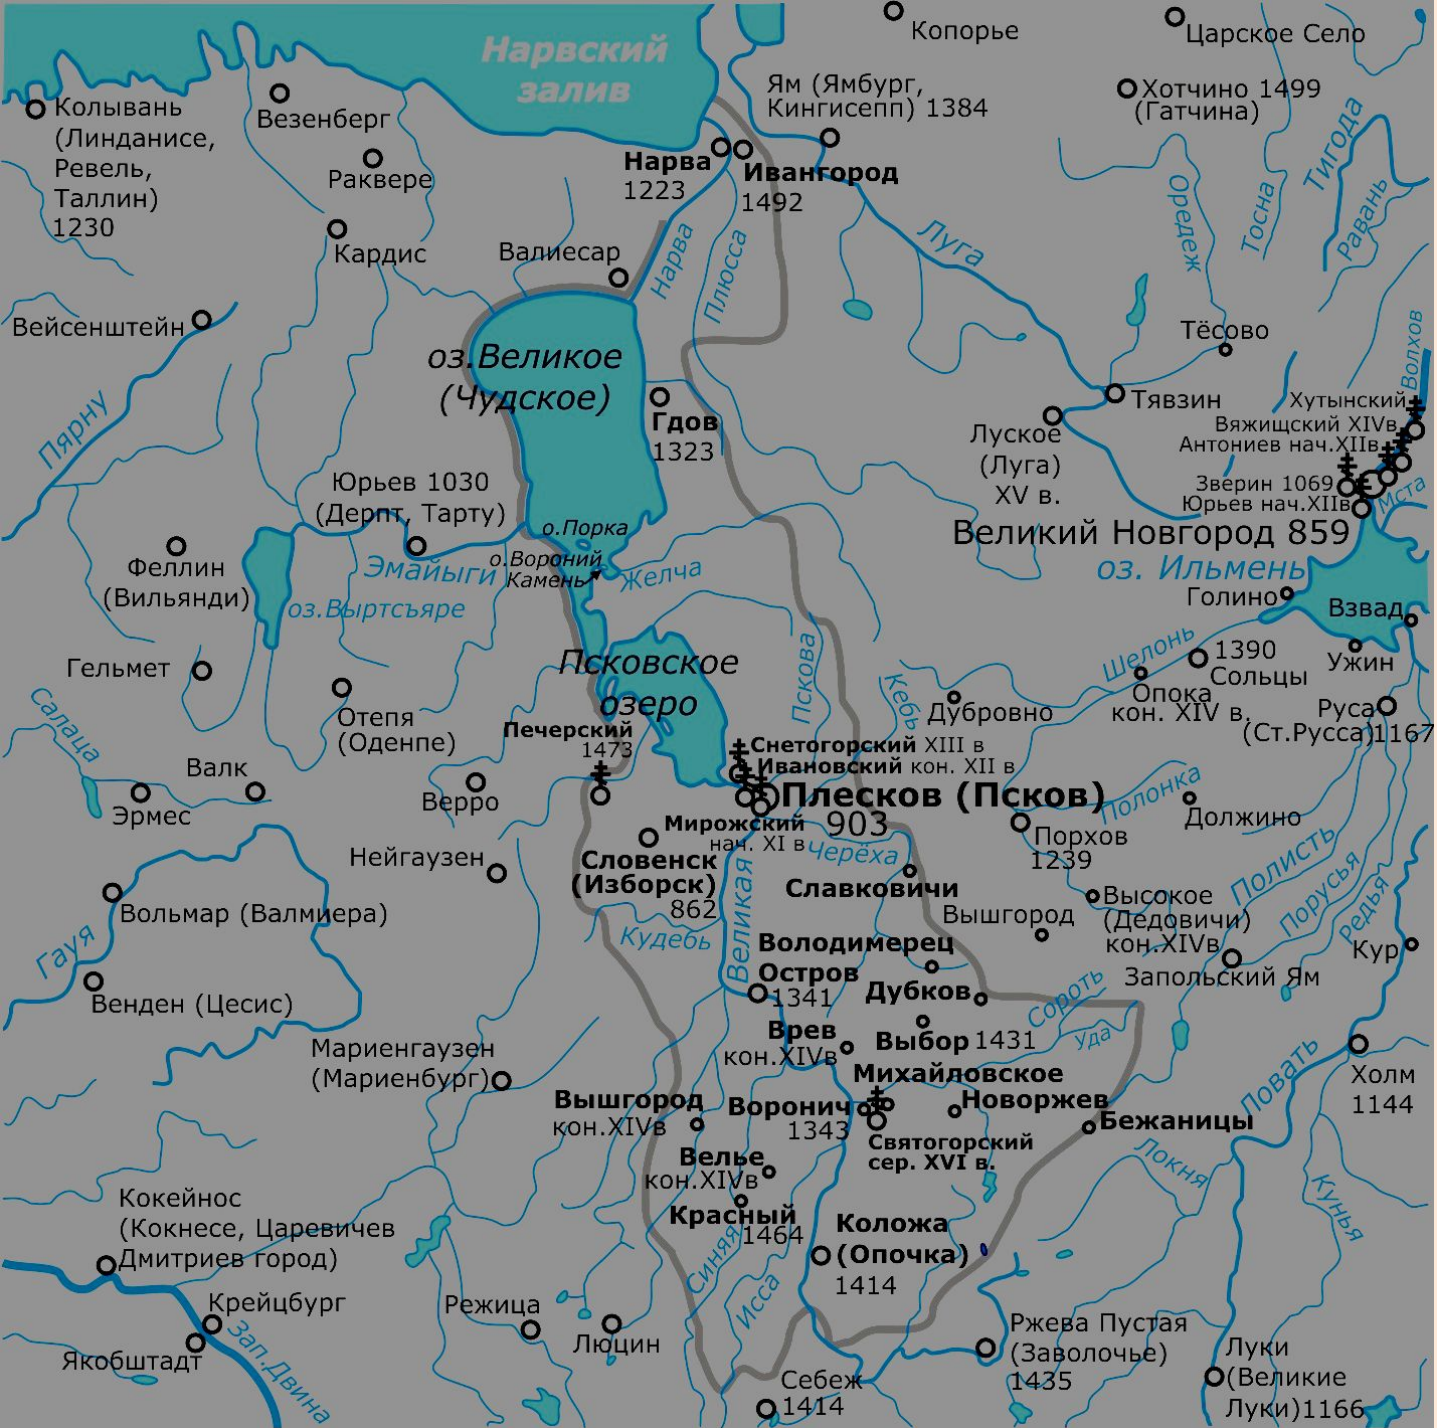 Нарвский
залив
Копорье
Царское Село
Ям (Ямбург,
Кингисепп) 1384
Хотчино 1499
(Гатчина)
Колывань
(Линданисе,
Ревель,
Таллин)
1230
Везенберг
Раквере
Кардис
Нарва
1223
Ивангород
1492
Валиесар
Нарва
Плюсса
Луга
Оредеж
Тосна
Тигода
Равань
Волхов
Вейсенштейн
Пярну
оз.Великое
(Чудское)
Гдов
1323
Тёсово
Тявзин
Луское
(Луга)
XV в.
Хутынский
Вяжищский XIVв
Антониев нач.XIIв
Зверин 1069
Юрьев нач.XIIв
Мста
Великий Новгород 859
оз. Ильмень
Голино
Взвад
Ужин
Юрьев 1030
(Дерпт, Тарту)
Эмайыги
о.Порка
о.Вороний
Камень
Желча
Феллин
(Вильянди)
оз.Выртсъяре
Гельмет
Отепя
(Оденпе)
Салаца
Валк
Эрмес
Верро
Псковское
озеро
Печерский
1473
Пскова
Кебь
Шелонь
1390
Сольцы
Опока
кон. XIV в.
Дубровно
Руса
(Ст.Русса)1167
Снетогорский XIII в
Ивановский кон. XII в
Плесков (Псков)
903
Мирожский
нач. XI в
Черёха
Полонка
Должино
Порхов
1239
Нейгаузен
Словенск
(Изборск)
862
Славковичи
Высокое
(Дедовичи)
кон.XIVв
Полисть
Порусья
Редья
Вышгород
Кур
Вольмар (Валмиера)
Гауя
Венден (Цесис)
Кудебь
Великая
Володимерец
Остров
1341
Дубков
Запольский Ям
Сороть
Уда
Врев
кон.XIVв
Выбор 1431
Михайловское
Новоржев
Мариенгаузен
(Мариенбург)
Вышгород
кон.XIVв
Воронич
1343
Святогорский
сер. XVI в.
Бежаницы
Ловать
Холм
1144
Велье
кон.XIVв
Красный
1464
Локня
Кунья
Кокейнос
(Кокнесе, Царевичев
Дмитриев город)
Коложа
(Опочка)
1414
Синяя
Исса
Крейцбург
Якобштадт
Зап.Двина
Режица
Люцин
Ржева Пустая
(Заволочье)
1435
Луки
(Великие
Луки)1166
Себеж
1414